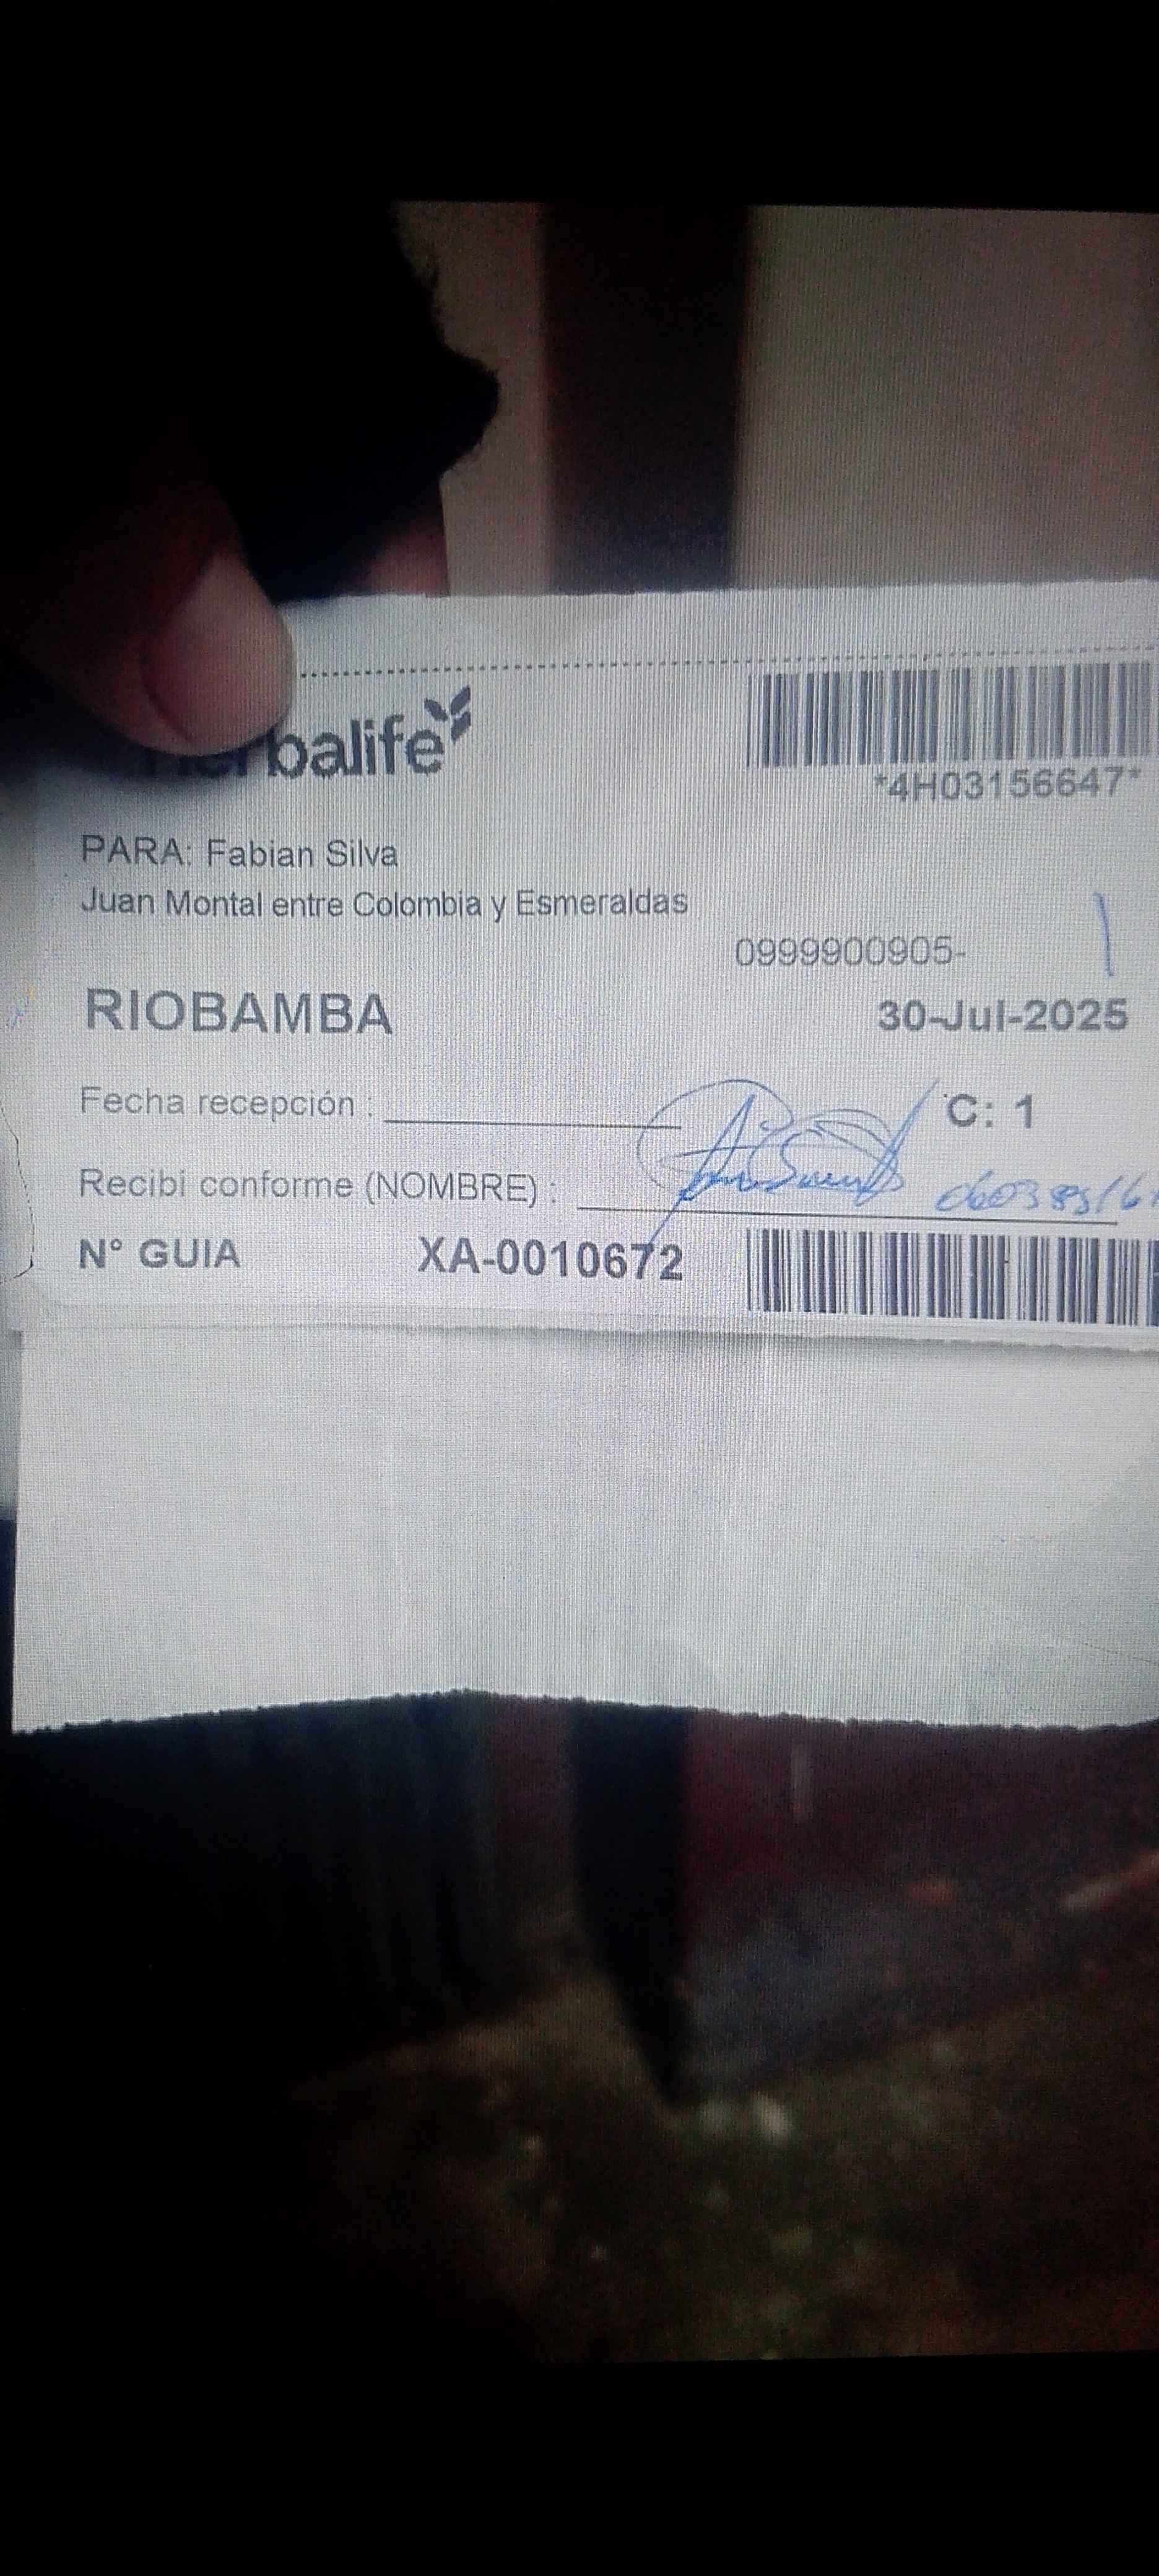 Herbalife
*4H03156647*
PARA: Fabian Silva
Juan Montal entre Colombia y Esmeraldas
0999900905-
RIOBAMBA
30-Jul-2025
Fecha recepción :
C: 1
Recibi conforme (NOMBRE) :
N° GUIA XA-0010672